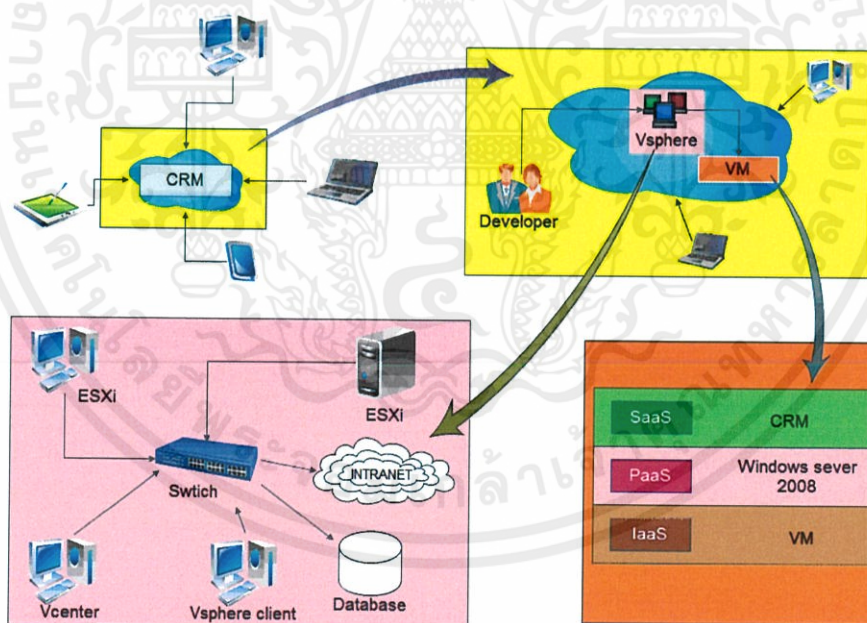 CRM
Vsphere
VM
Developer
ESXi
ESXi
Swtich
INTRANET
Vcenter
Vsphere client
Database
SaaS
CRM
PaaS
Windows sever
2008
IaaS
VM